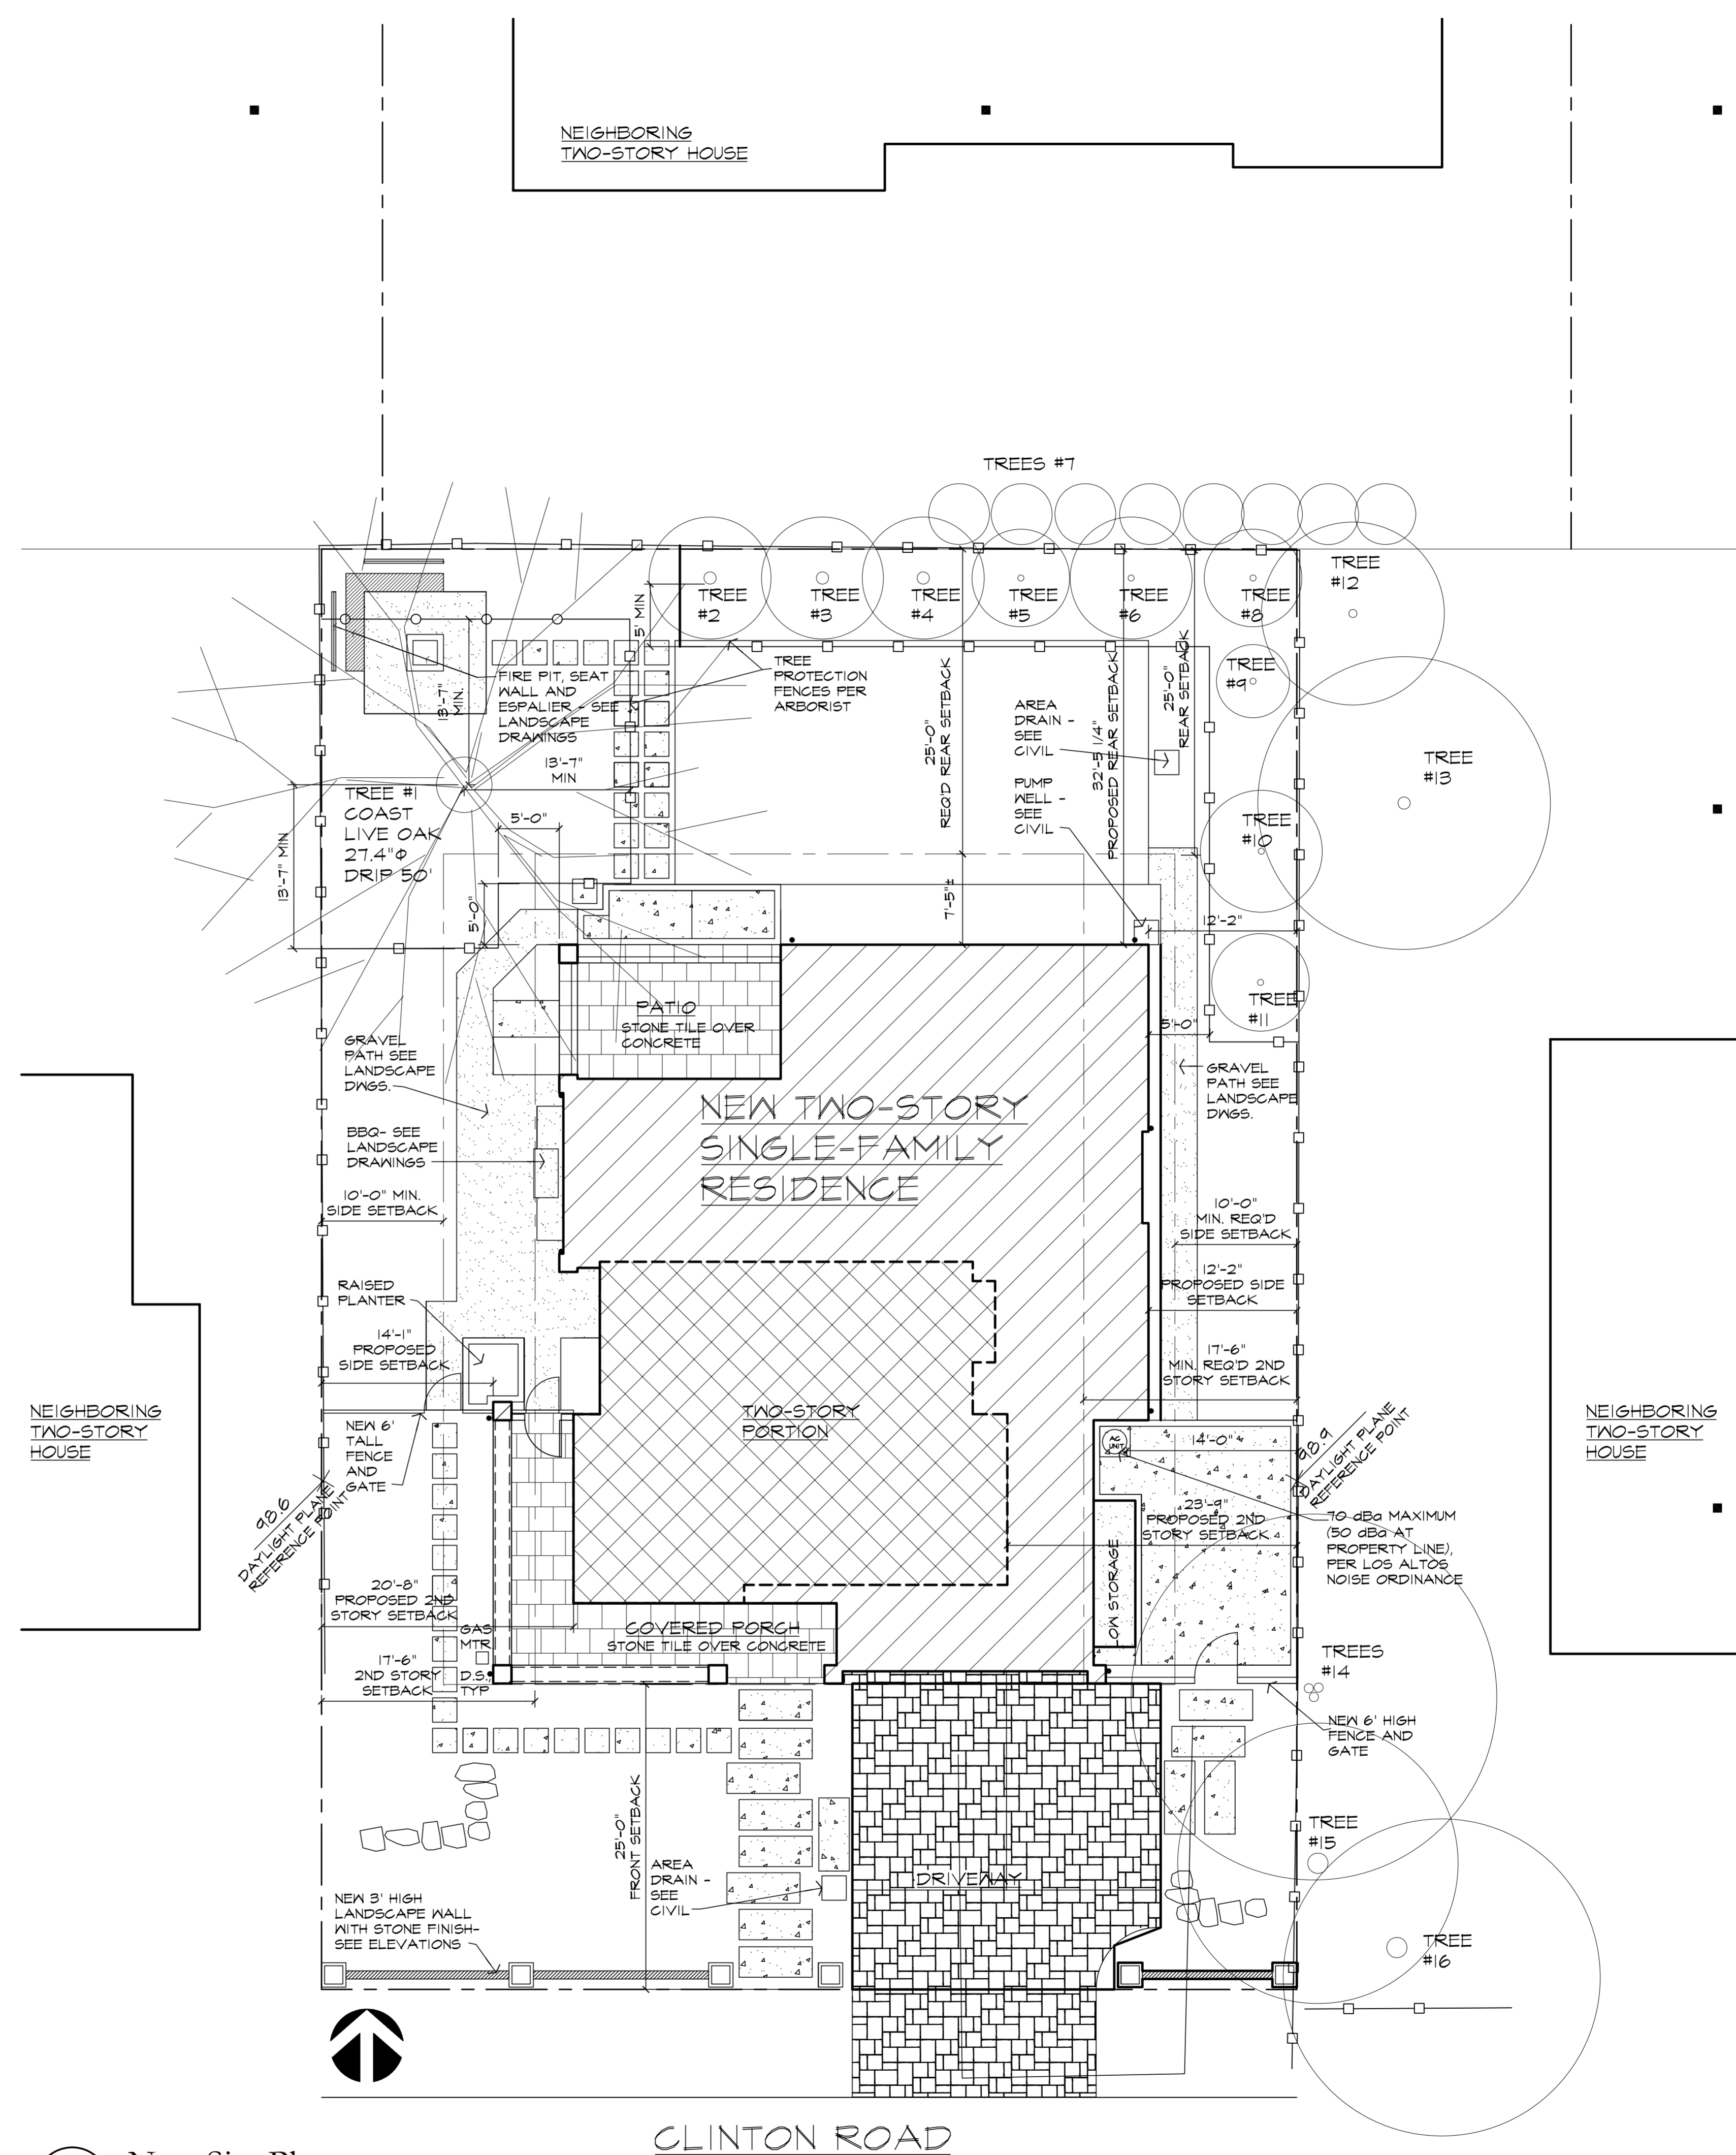 NEIGHBORING
TWO-STORY HOUSE
TREES #7
TREE
#2
TREE
#3
TREE
#4
TREE
#5
TREE
#6
TREE
#8
TREE
#12
TREE
#9
TREE
#13
TREE
#10
TREE
#11
5' MIN
TREE
PROTECTION
FENCES PER
ARBORIST
FIRE PIT, SEAT
WALL AND
ESPALIER - SEE
LANDSCAPE
DRAWINGS
13'-7"
MIN.
13'-7"
MIN
13'-7" MIN
TREE #1
COAST
LIVE OAK
27.4"Φ
DRIP 50'
5'-0"
5'-0"
25'-0"
REQ'D REAR SETBACK
32'-5 1/4"
PROPOSED REAR SETBACK
25'-0"
REAR SETBACK
AREA
DRAIN -
SEE
CIVIL
PUMP
WELL -
SEE
CIVIL
7'-5"±
12'-2"
5'-0"
PATIO
STONE TILE OVER
CONCRETE
GRAVEL
PATH SEE
LANDSCAPE
DWGS.
GRAVEL
PATH SEE
LANDSCAPE
DWGS.
NEW TWO-STORY
SINGLE-FAMILY
RESIDENCE
BBQ- SEE
LANDSCAPE
DRAWINGS
10'-0" MIN.
SIDE SETBACK
10'-0"
MIN. REQ'D
SIDE SETBACK
12'-2"
PROPOSED SIDE
SETBACK
RAISED
PLANTER
14'-1"
PROPOSED
SIDE SETBACK
17'-6"
MIN. REQ'D 2ND
STORY SETBACK
NEIGHBORING
TWO-STORY
HOUSE
NEW 6'
TALL
FENCE
AND
GATE
TWO-STORY
PORTION
AC
UNIT
14'-0"
98.9
DAYLIGHT PLANE
REFERENCE POINT
NEIGHBORING
TWO-STORY
HOUSE
98.6
DAYLIGHT PLANE
REFERENCE POINT
23'-9"
PROPOSED 2ND
STORY SETBACK
70 dBa MAXIMUM
(50 dBa AT
PROPERTY LINE),
PER LOS ALTOS
NOISE ORDINANCE
LOW STORAGE
20'-8"
PROPOSED 2ND
STORY SETBACK
GAS
MTR
COVERED PORCH
STONE TILE OVER CONCRETE
17'-6"
2ND STORY
SETBACK
D.S.,
TYP
TREES
#14
NEW 6' HIGH
FENCE AND
GATE
25'-0"
FRONT SETBACK
TREE
#15
AREA
DRAIN -
SEE
CIVIL
DRIVEWAY
NEW 3' HIGH
LANDSCAPE WALL
WITH STONE FINISH-
SEE ELEVATIONS
TREE
#16
CLINTON ROAD